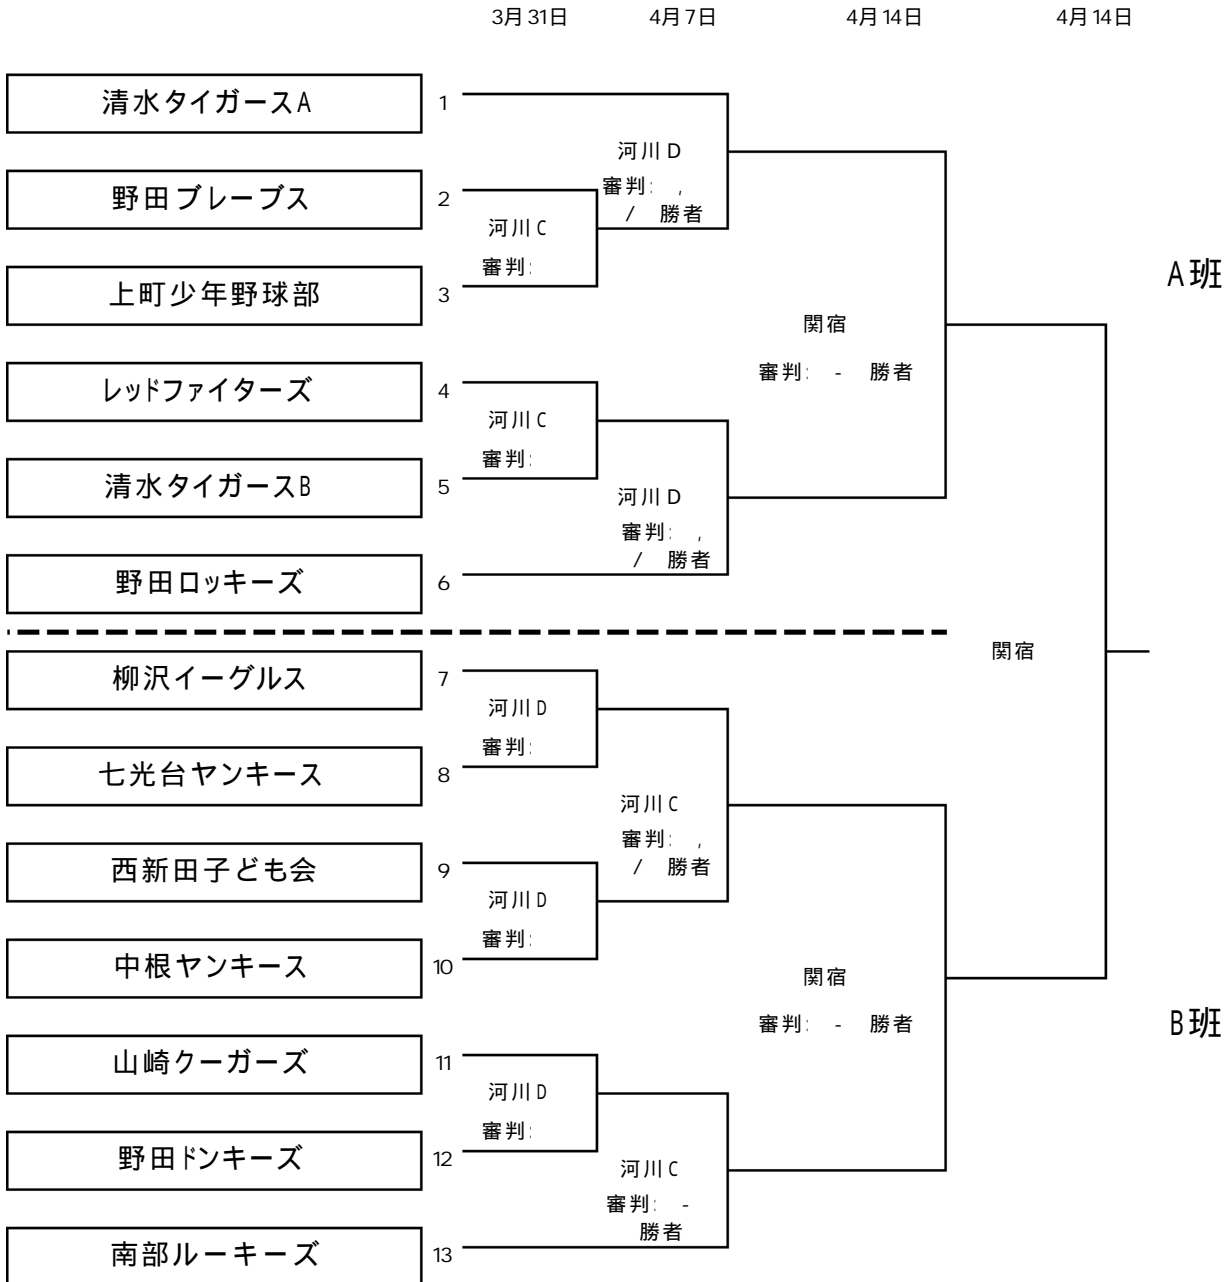 3月31日 4月7日 4月14日 4月14日
清水タイガースA 1
河川D
審判: ,
/ 勝者
野田ブレーブス 2
河川C
審判:
上町少年野球部 3
A班
関宿
審判: - 勝者
レッドファイターズ 4
河川C
審判:
清水タイガースB 5
河川D
審判: ,
/ 勝者
野田ロッキーズ 6
関宿
柳沢イーグルス 7
河川D
審判:
七光台ヤンキース 8
河川C
審判: ,
/ 勝者
西新田子ども会 9
河川D
審判:
中根ヤンキース 10
関宿
審判: - 勝者
B班
山崎クーガーズ 11
河川D
審判:
野田ドンキーズ 12
河川C
審判: -
勝者
南部ルーキーズ 13